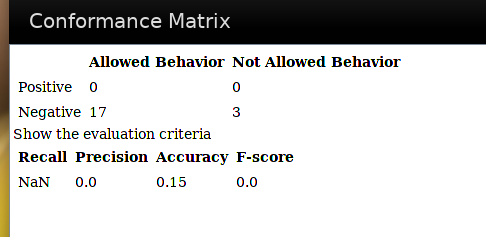 Conformance Matrix
Allowed Behavior Not Allowed Behavior
Positive 0 0
Negative 17 3
Show the evaluation criteria
Recall Precision Accuracy F-score
NaN 0.0 0.15 0.0